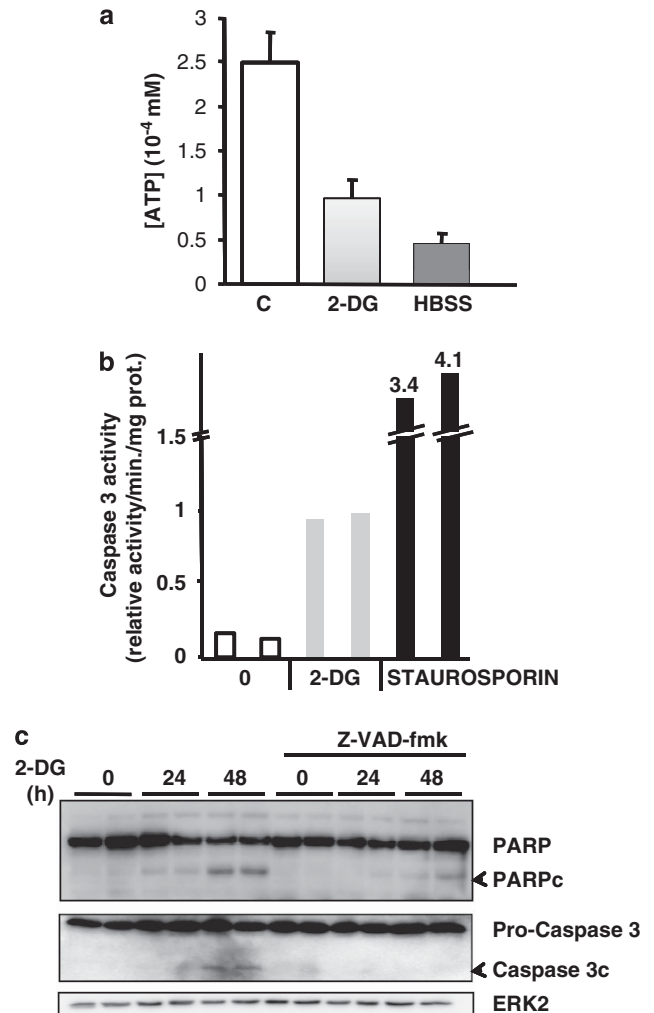 a
[ATP] (10-4 mM)
3
2.5
2
1.5
1
0.5
0
C 2-DG HBSS
b
Caspase 3 activity
(relative activity/min./mg prot.)
3.4 4.1
1.5
1
0.5
0
0 2-DG STAUROSPORIN
c
Z-VAD-fmk
2-DG
(h)
0 24 48 0 24 48
PARP
PARPc
Pro-Caspase 3
Caspase 3c
ERK2